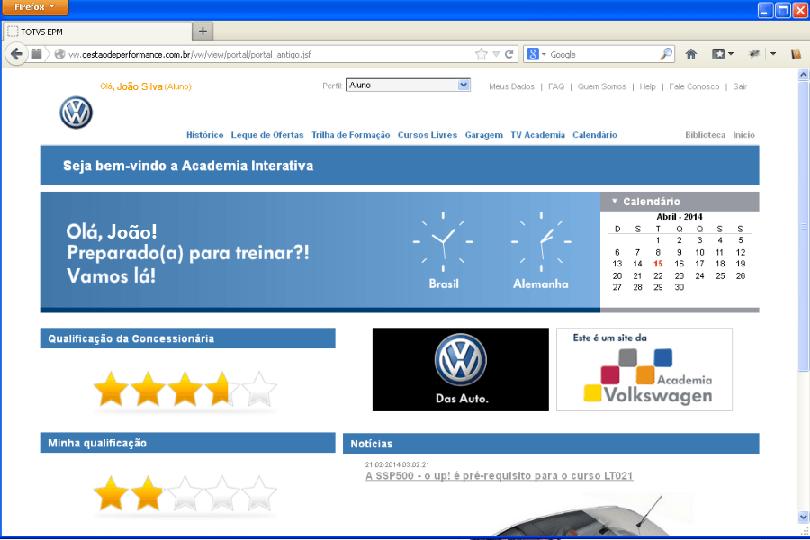 Firefox
TOTVS EPM
vw.cestaodeperformance.com.br/vw/view/portal/portal_antigo.jsf
Google
Olá, João Silva (Aluno)
Perfil
Auno
Meus Dados | FAQ | Quem Somos | Help | Fale Conosco | Sair
Histórico Leque de Ofertas Trilha de Formação Cursos Livres Garagem TV Academia Calendário Biblioteca Início
Seja bem-vindo a Academia Interativa
Olá, João!
Preparado(a) para treinar?!
Vamos lá!
Brasil
Alemanha
Calendário
Abril - 2014
D S T Q Q S S
1 2 3 4 5
6 7 8 9 10 11 12
13 14 15 16 17 18 19
20 21 22 23 24 25 26
27 28 29 30
Qualificação da Concessionária
Das Auto.
Este é um site da
Academia
Volkswagen
Minha qualificação
Notícias
21-02-2014 03:02:21
A SSP500 - o up! é pré-requisito para o curso LT021